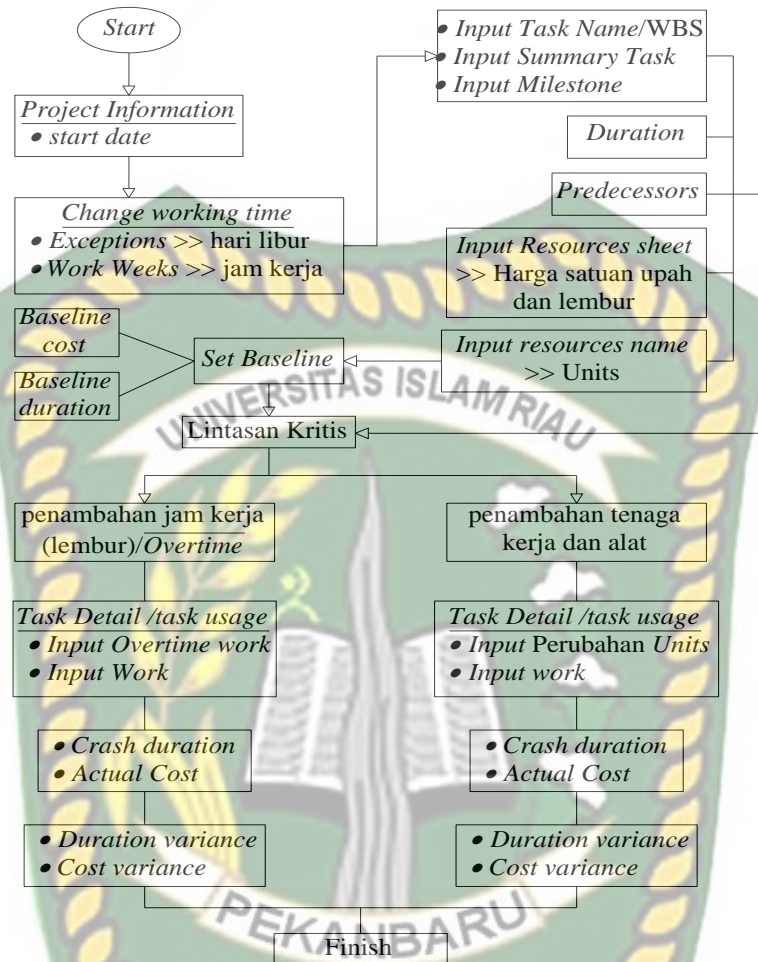 Start
Project Information
• start date
Change working time
• Exceptions >> hari libur
• Work Weeks >> jam kerja
• Input Task Name/WBS
• Input Summary Task
• Input Milestone
Duration
Predecessors
Input Resources sheet
>> Harga satuan upah
dan lembur
Input resources name
>> Units
Set Baseline
Baseline
cost
Baseline
duration
UNIVERSITAS ISLAM RIAU
Lintasan Kritis
penambahan jam kerja
(lembur)/Overtime
Task Detail /task usage
• Input Overtime work
• Input Work
• Crash duration
• Actual Cost
• Duration variance
• Cost variance
penambahan tenaga
kerja dan alat
Task Detail /task usage
• Input Perubahan Units
• Input work
• Crash duration
• Actual Cost
• Duration variance
• Cost variance
PEKANBARU
Finish